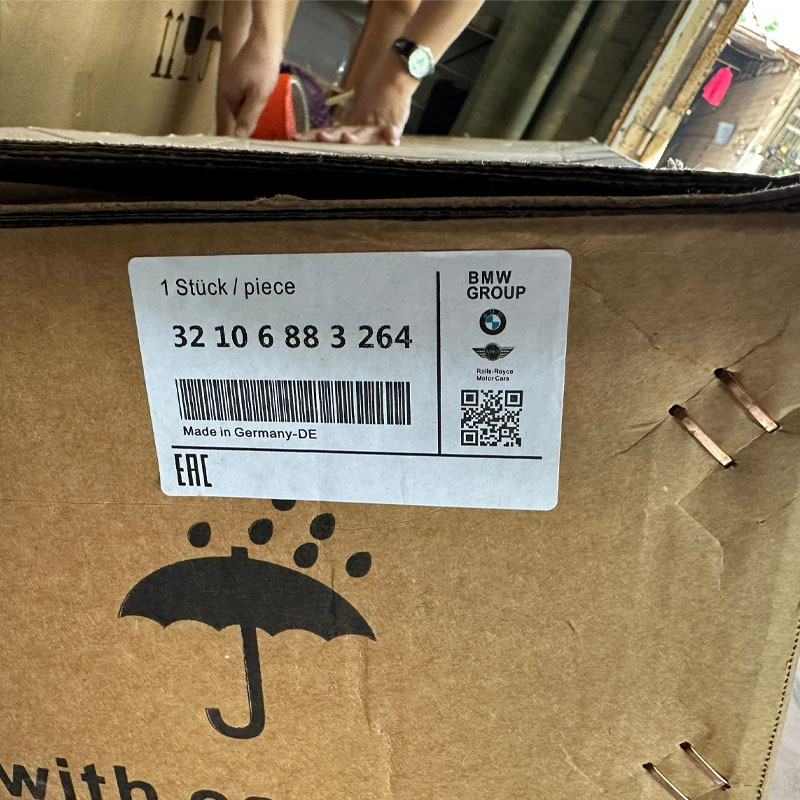 1 Stück / piece
32 10 6 88 3 264
Made in Germany-DE
EAC
BMW
GROUP
Rolls-Royce
Motor Cars
with